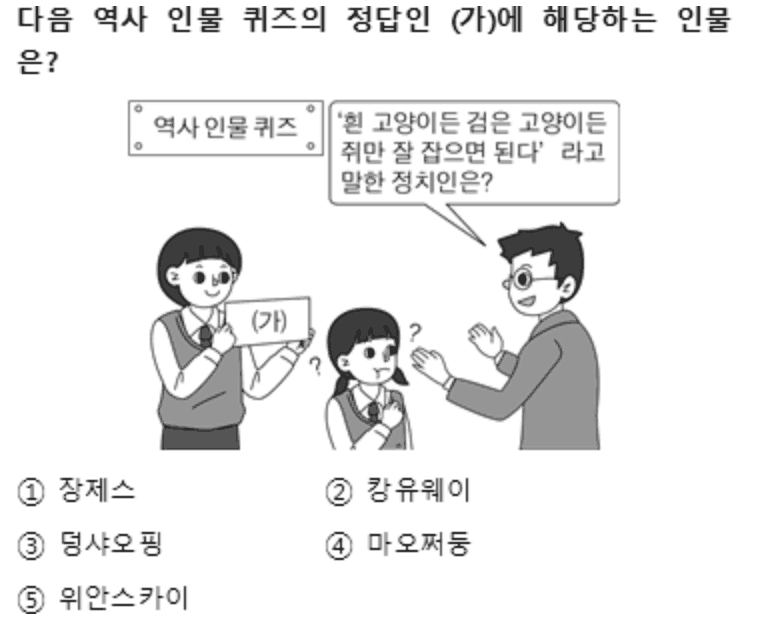 다음 역사 인물 퀴즈의 정답인 (가)에 해당하는 인물
은?
역사 인물 퀴즈
'흰 고양이든 검은 고양이든
쥐만 잘 잡으면 된다' 라고
말한 정치인은?
(가)
?
?
① 장제스
② 캉유웨이
③ 덩샤오핑
④ 마오쩌둥
⑤ 위안스카이